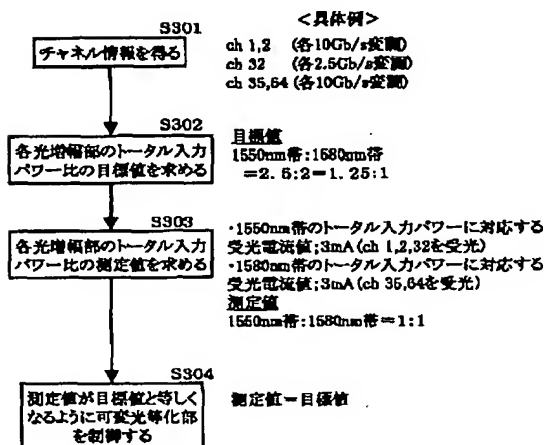 S301
チャネル情報を得る
<具体例>
ch 1,2 (各10Gb/s変調)
ch 32 (各2.5Gb/s変調)
ch 35,64 (各10Gb/s変調)
S302
各光増幅部のトータル入力
パワー比の目標値を求める
目標値
1550nm帯:1580nm帯
=2.5:2=1.25:1
S303
各光増幅部のトータル入力
パワー比の測定値を求める
・1550nm帯のトータル入力パワーに対応する
受光電流値;3mA(ch 1,2,32を受光)
・1580nm帯のトータル入力パワーに対応する
受光電流値;3mA(ch 35,64を受光)
測定値
1550nm帯:1580nm帯=1:1
S304
測定値が目標値と等しく
なるように可変光等化部
を制御する
測定値=目標値